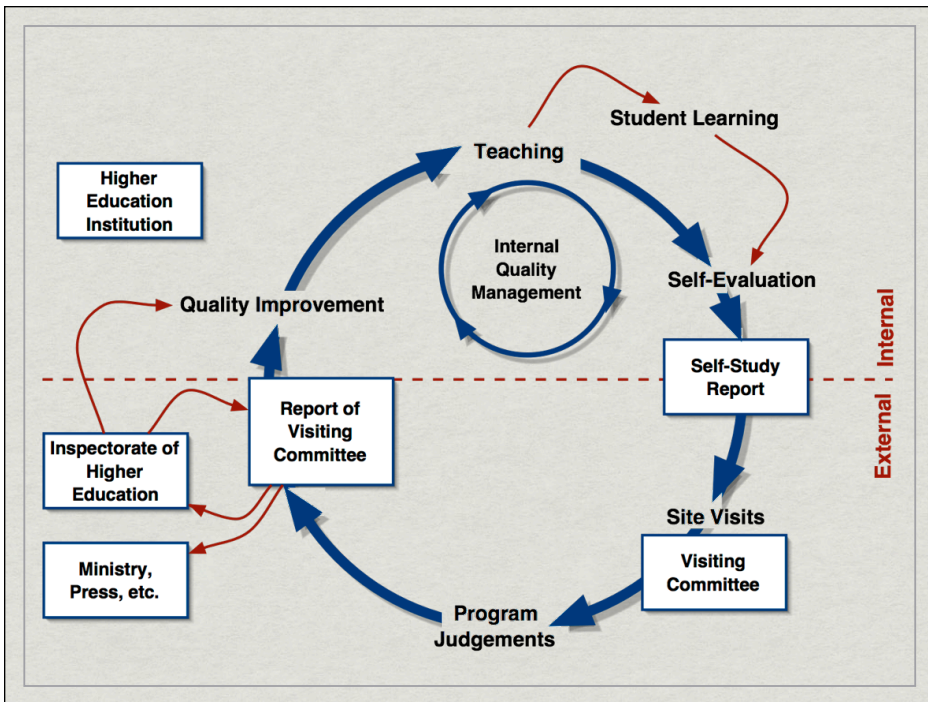 Student Learning
Teaching
Higher
Education
Institution
Internal
Quality
Management
Self-Evaluation
Quality Improvement
Internal
Self-Study
Report
External
Report of
Visiting
Committee
Inspectorate of
Higher
Education
Site Visits
Visiting
Committee
Ministry,
Press, etc.
Program
Judgements